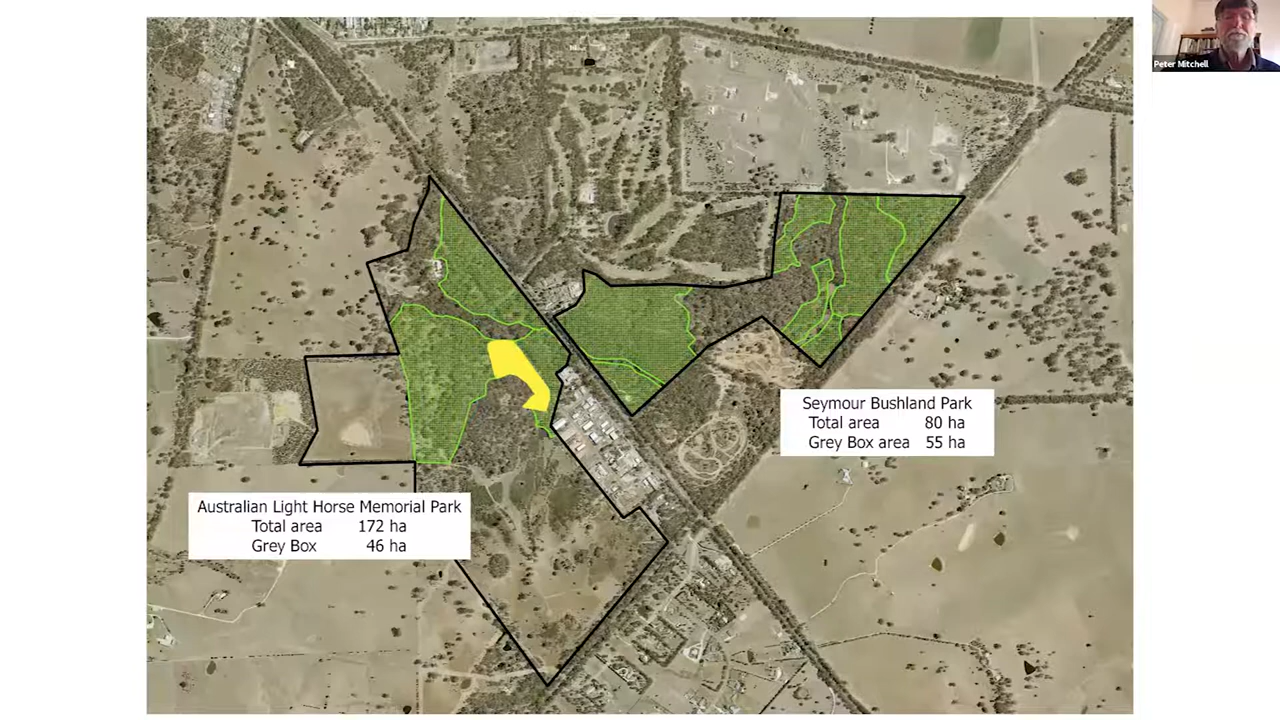 Peter Mitchell
Seymour Bushland Park
Total area 80 ha
Grey Box area 55 ha
Australian Light Horse Memorial Park
Total area 172 ha
Grey Box 46 ha